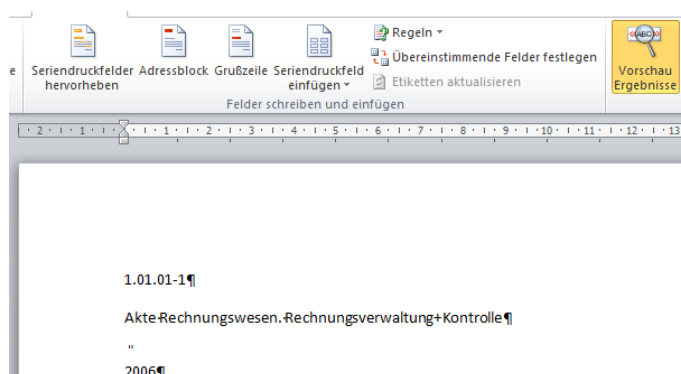 Regeln
e Seriendruckfelder Adressblock Grußzeile Seriendruckfeld Übereinstimmende Felder festlegen Vorschau
hervorheben einfügen Etiketten aktualisieren Ergebnisse
Felder schreiben und einfügen
2 1 1 2 3 4 5 6 7 8 9 10 11 12 13
1.01.01-1¶
Akte·Rechnungswesen.·Rechnungsverwaltung+Kontrolle¶
"
2006¶